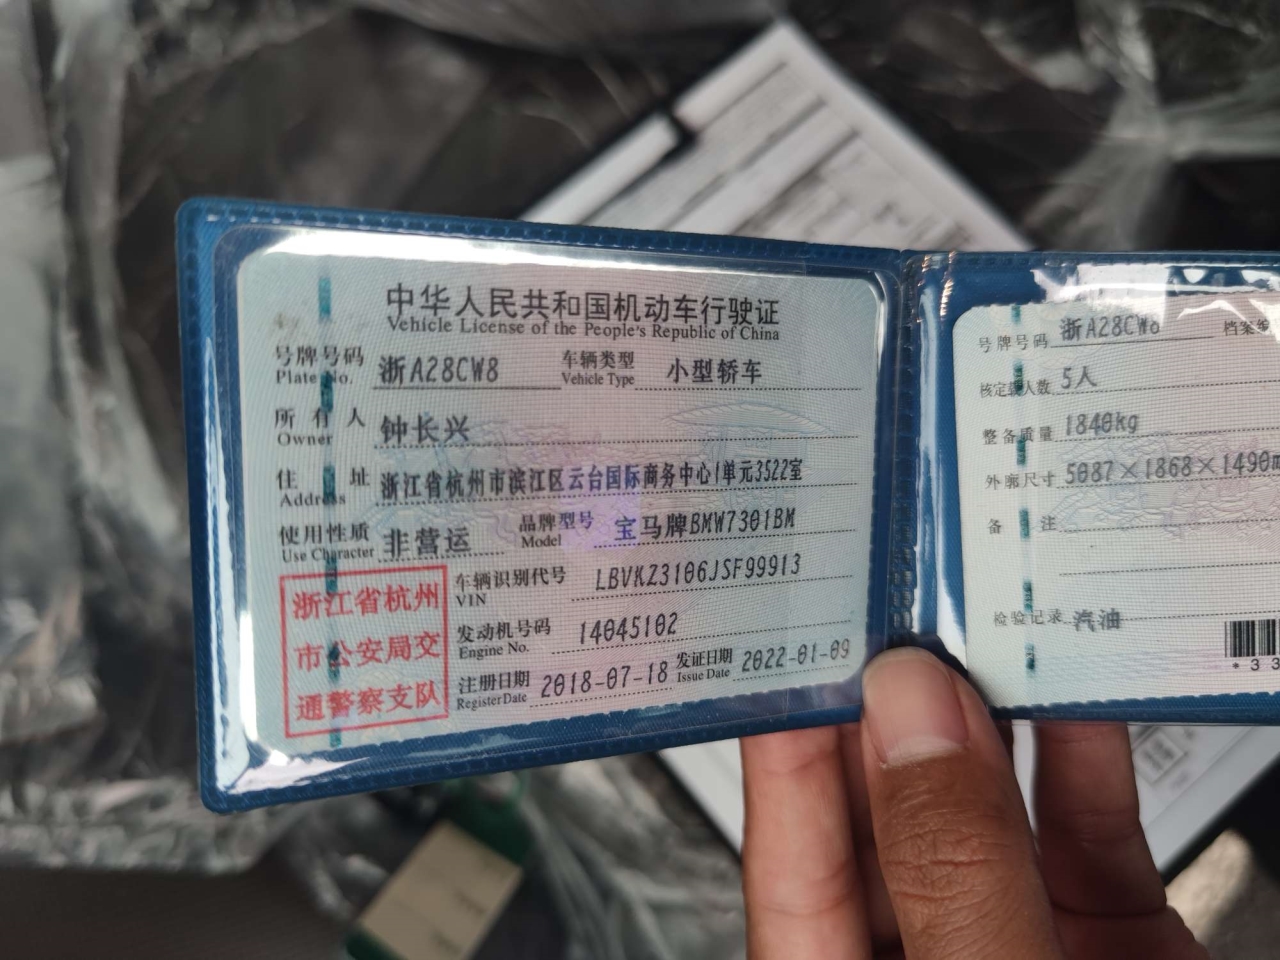 中华人民共和国机动车行驶证
Vehicle License of the People's Republic of China
号牌号码 浙A28CW8 车辆类型 小型轿车
Plate No. Vehicle Type
所有人 钟长兴
Owner
住址 浙江省杭州市滨江区云台国际商务中心1单元3522室
Address
使用性质 非营运 品牌型号 宝马牌BMW7301BM
Use Character Model
车辆识别代号 LBVKZ3106JSF99913
VIN
发动机号码 14045102
Engine No.
注册日期 2018-07-18 发证日期 2022-01-09
Register Date Issue Date
浙江省杭州
市公安局交
通警察支队
号牌号码 浙A28CW8 档案
核定载人数 5人
整备质量 1840kg
外廓尺寸 5087×1868×1490m
备注
检验记录 汽油
*33